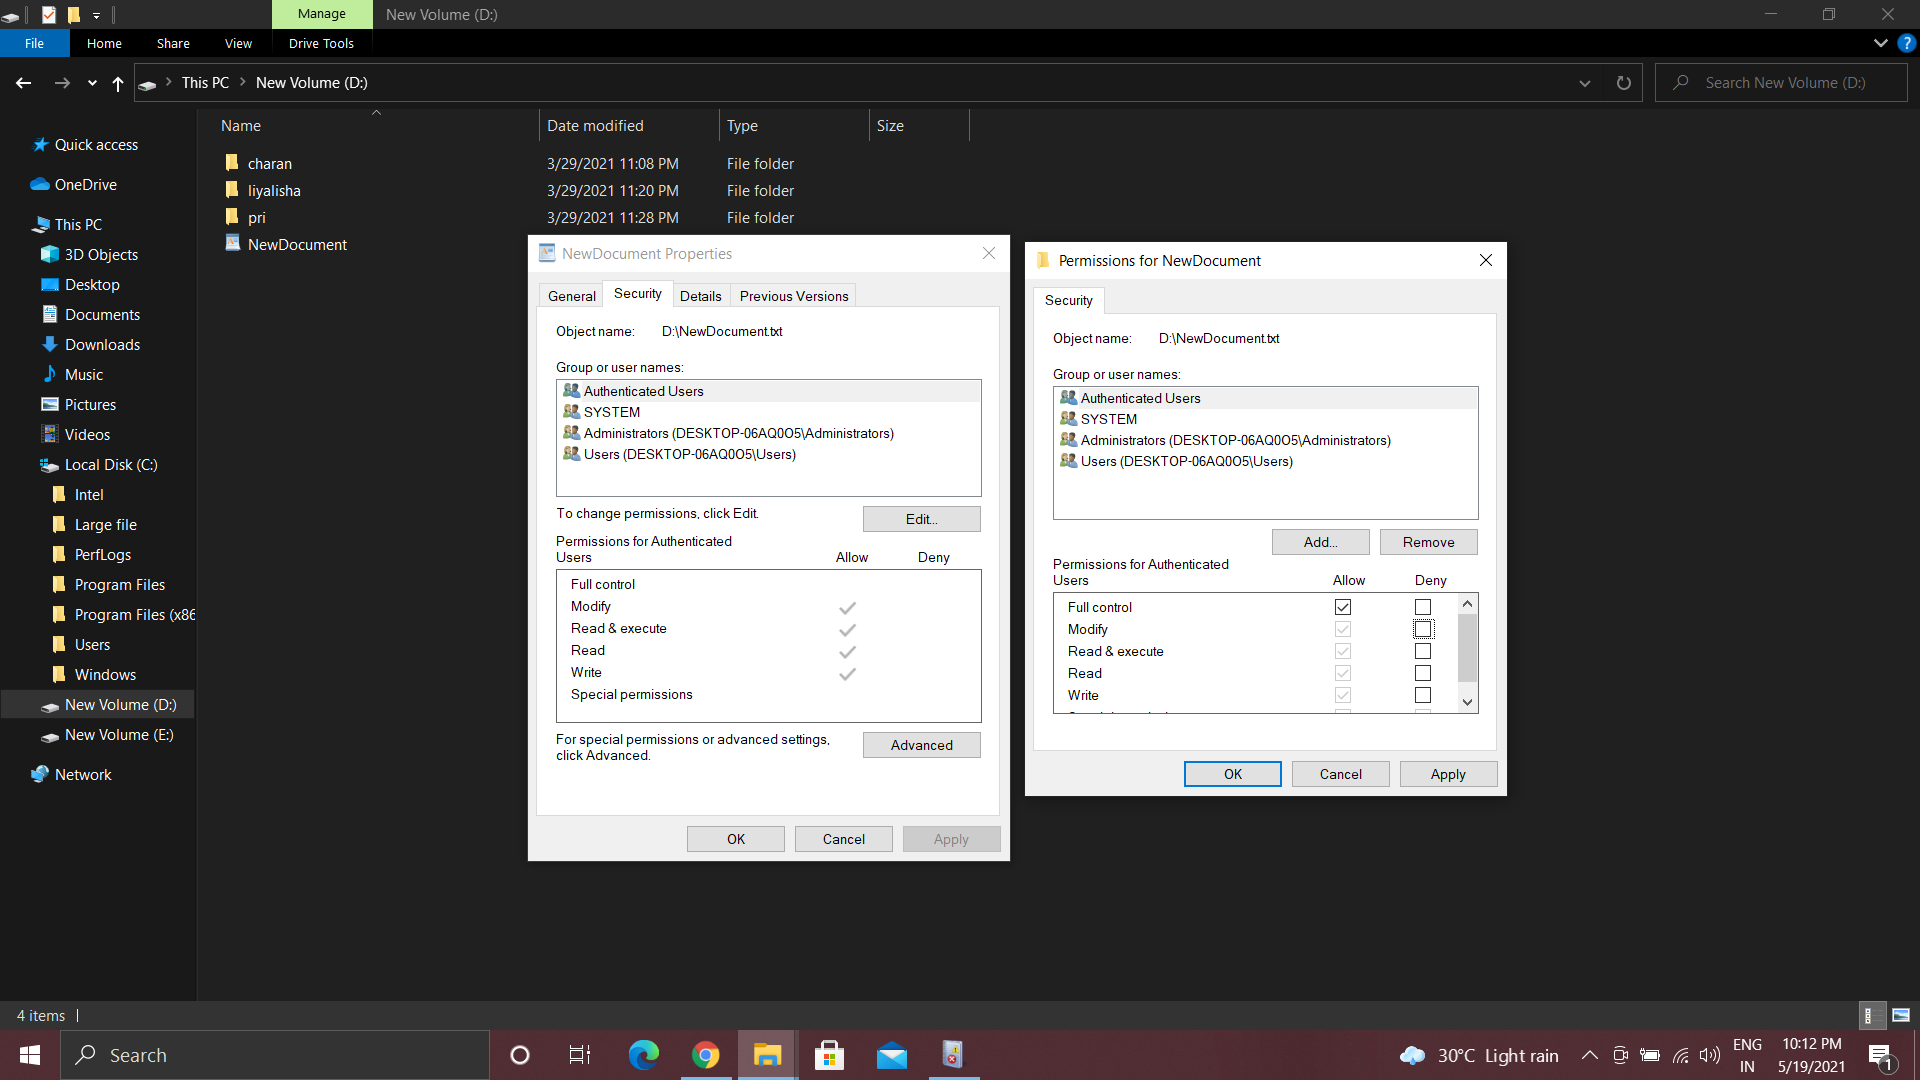 Manage
New Volume (D:)
File
Home
Share
View
Drive Tools
?
This PC
New Volume (D:)
Search New Volume (D:)
Name
Date modified
Type
Size
charan
3/29/2021 11:08 PM
File folder
liyalisha
3/29/2021 11:20 PM
File folder
pri
3/29/2021 11:28 PM
File folder
NewDocument
Quick access
OneDrive
This PC
3D Objects
Desktop
Documents
Downloads
Music
Pictures
Videos
Local Disk (C:)
Intel
Large file
PerfLogs
Program Files
Program Files (x86
Users
Windows
New Volume (D:)
New Volume (E:)
Network
NewDocument Properties
General
Security
Details
Previous Versions
Object name:
D:\NewDocument.txt
Group or user names:
Authenticated Users
SYSTEM
Administrators (DESKTOP-06AQ0O5\Administrators)
Users (DESKTOP-06AQ0O5\Users)
To change permissions, click Edit.
Edit...
Permissions for Authenticated
Users
Allow
Deny
Full control
Modify
Read & execute
Read
Write
Special permissions
For special permissions or advanced settings,
click Advanced.
Advanced
OK
Cancel
Apply
Permissions for NewDocument
Security
Object name:
D:\NewDocument.txt
Group or user names:
Authenticated Users
SYSTEM
Administrators (DESKTOP-06AQ0O5\Administrators)
Users (DESKTOP-06AQ0O5\Users)
Add...
Remove
Permissions for Authenticated
Users
Allow
Deny
Full control
Modify
Read & execute
Read
Write
OK
Cancel
Apply
4 items
Search
30°C Light rain
ENG
IN
10:12 PM
5/19/2021
1